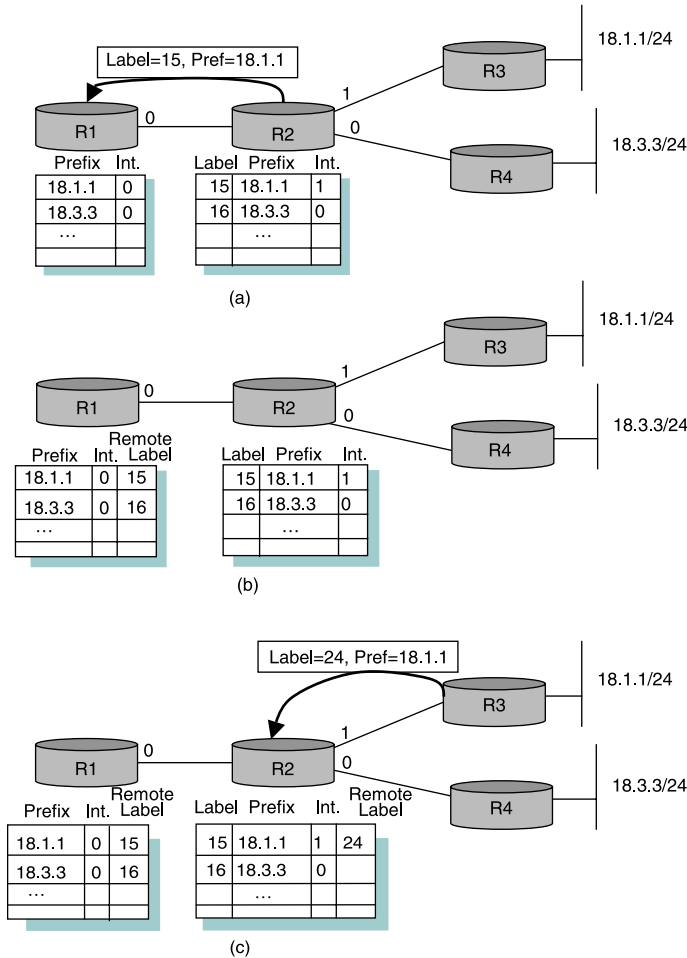 18.1.1/24
Label=15, Pref=18.1.1
R3
1
0
0
18.3.3/24
R1
R2
R4
Prefix Int.
Label Prefix Int.
18.1.1 0
15 18.1.1 1
18.3.3 0
16 18.3.3 0
...
...
(a)
18.1.1/24
R3
1
0
0
18.3.3/24
R1
R2
R4
Remote
Prefix Int. Label
Label Prefix Int.
18.1.1 0 15
15 18.1.1 1
18.3.3 0 16
16 18.3.3 0
...
...
(b)
Label=24, Pref=18.1.1
18.1.1/24
R3
1
0
0
18.3.3/24
R1
R2
R4
Remote
Prefix Int. Label
Remote
Label Prefix Int. Label
18.1.1 0 15
15 18.1.1 1 24
18.3.3 0 16
16 18.3.3 0
...
...
(c)